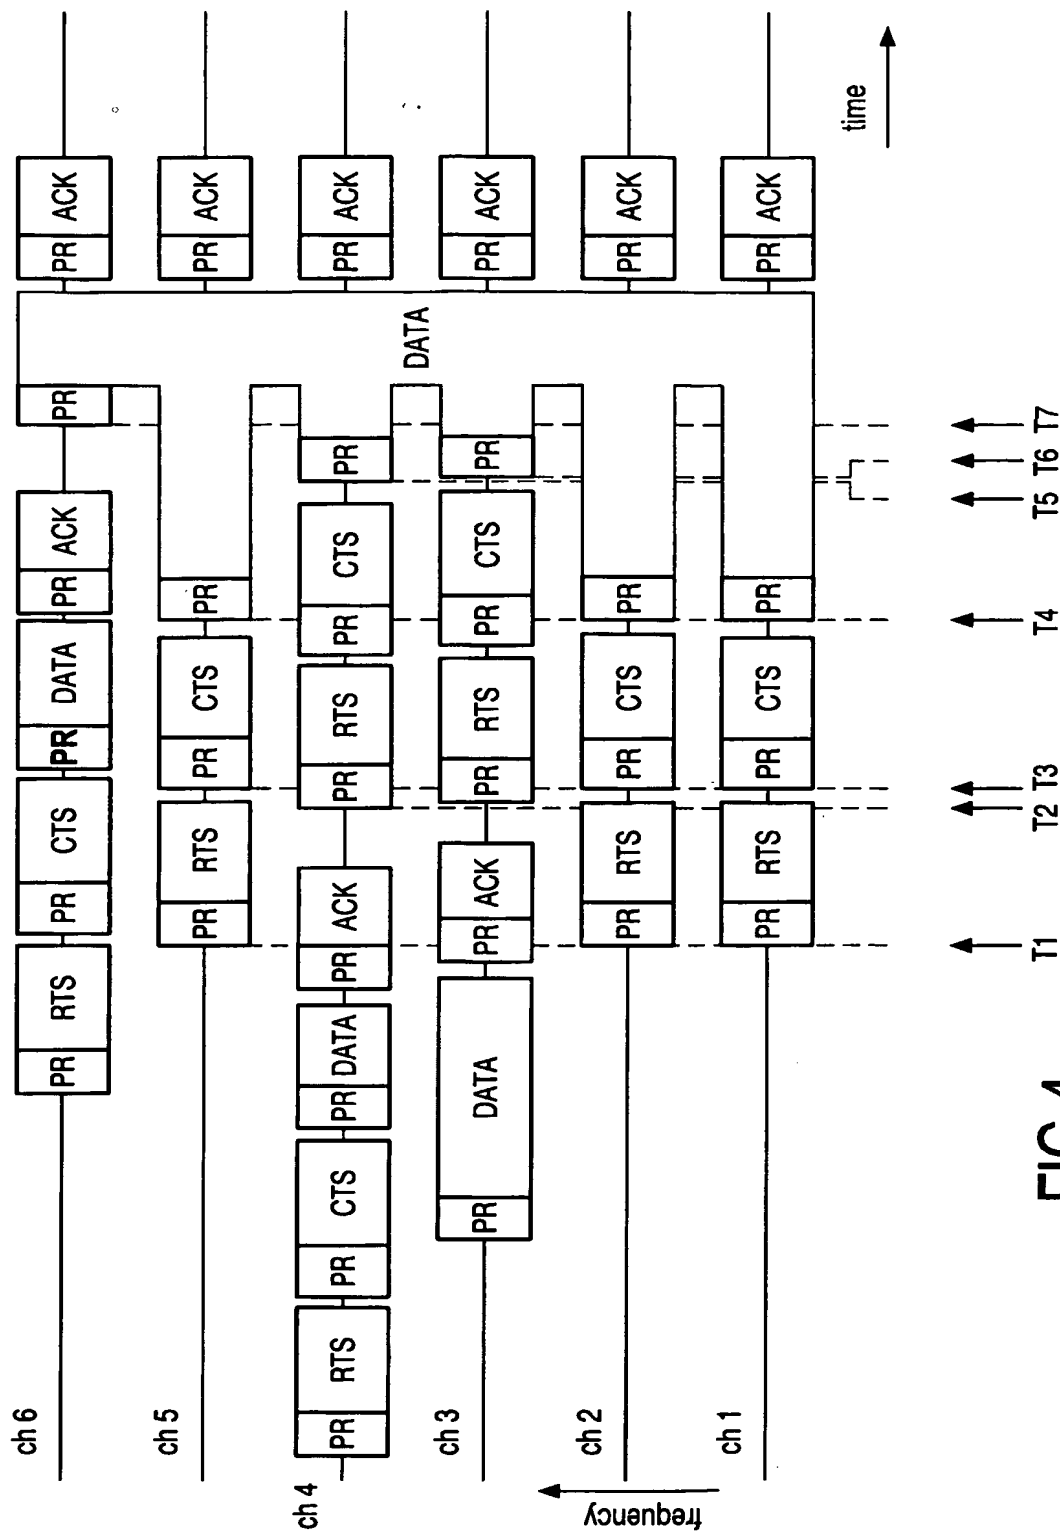 ch 6
PR RTS PR CTS PR DATA PR ACK PR PR ACK
ch 5
PR RTS PR CTS PR PR ACK
ch 4
PR RTS PR CTS PR DATA PR ACK PR RTS PR CTS PR PR ACK
DATA
ch 3
PR DATA PR ACK PR RTS PR CTS PR PR ACK
ch 2
PR RTS PR CTS PR PR ACK
ch 1
PR RTS PR CTS PR PR ACK
frequency
time
T1 T2 T3 T4 T5 T6 T7